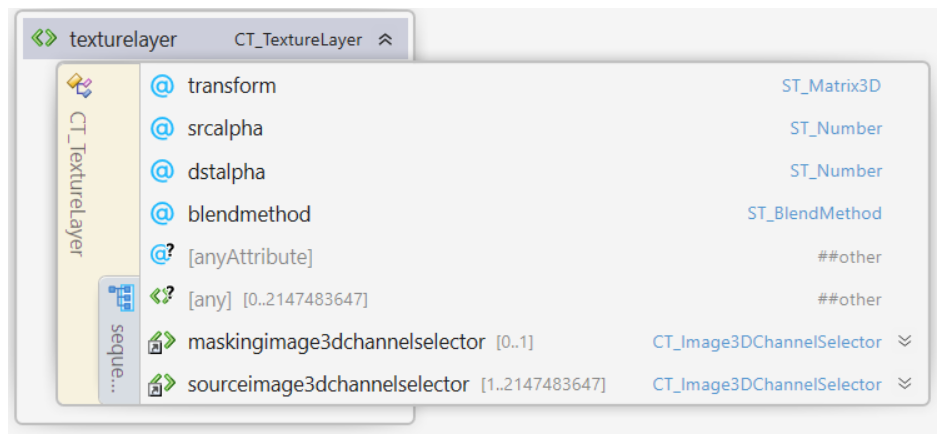 texturelayer CT_TextureLayer
CT_TextureLayer
transform ST_Matrix3D
srcalpha ST_Number
dstalpha ST_Number
blendmethod ST_BlendMethod
[anyAttribute] ##other
seque...
[any] [0..2147483647] ##other
maskingimage3dchannelselector [0..1] CT_Image3DChannelSelector
sourceimage3dchannelselector [1..2147483647] CT_Image3DChannelSelector